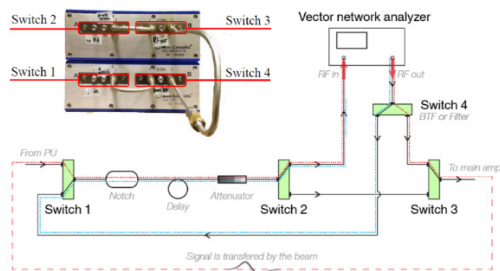 Switch 2
Switch 3
Switch 1
Switch 4
Vector network analyzer
RF in
RF out
Switch 4
BTF or Filter
From PU
To main amp
Notch
Delay
Attenuator
Switch 1
Switch 2
Switch 3
Signal is transfered by the beam